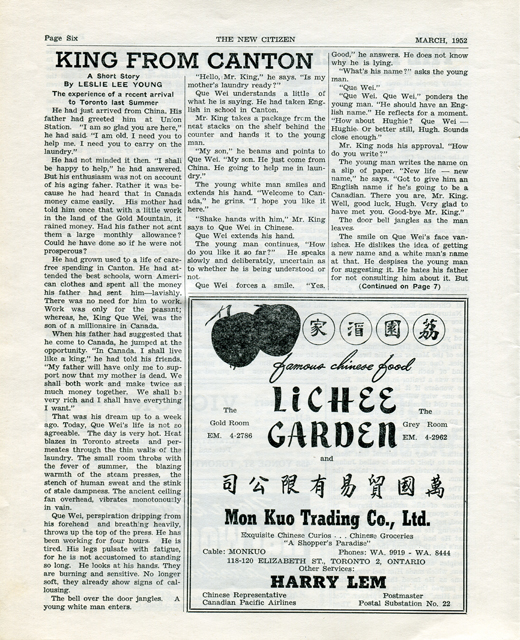 Page Six
THE NEW CITIZEN
MARCH, 1952
KING FROM CANTON
A Short Story
By LESLIE LEE YOUNG
The experience of a recent arrival
to Toronto last Summer
He had just arrived from China. His
father had greeted him at Union
Station. "I am so glad you are here,"
he had said. "I am old. I need you to
help me. I need you to carry on the
laundry."
He had not minded it then. "I shall
be happy to help," he had answered.
But his enthusiasm was not on account
of his aging fafher. Rather it was be-
cause he had heard that in Canada
money came easily. His mother had
told him once that with a little work
in the land of the Gold Mountain, it
rained money. Had his father not sent
them a large monthly allowance?
Could he have done so if he were not
prosperous?
He had grown used to a life of care-
free spending in Canton. He had at-
tended the best schools, worn Ameri-
can clothes and spent all the money
his father had sent him—lavishly.
There was no need for him to work.
Work was only for the peasant;
whereas, he, King Que Wei, was the
son of a millionaire in Canada.
When his father had suggested that
he come to Canada, he jumped at the
opportunity. "In Canada. I shall live
like a king," he had told his friends.
"My father will have only me to sup-
port now that my mother is dead. We
shall both work and make twice as
much money together. We shall b:
very rich and I shall have everything
I want."
That was his dream up to a week
ago. Today, Que Wei's life is not so
agreeable. The day is very hot. Heat
blazes in Toronto streets and per-
meates through the thin walls of the
laundry. The small room throbs with
the fever of summer, the blazing
warmth of the steam presses, the
stench of human sweat and the stink
of stale dampness. The ancient ceiling
fan overhead, vibrates monotonously
in vain.
Que Wei, perspiration dripping from
his forehead and breathing heavily,
throws up the top of the press. He has
been working for four hours He is
tired. His legs pulsate with fatigue,
for he is not accustomed to standing
so long. He looks at his hands. They
are burning and sensitive. No longer
soft, they already show signs of cal-
lousing.
The bell over the door jangles. A
young white man enters.
"Hello, Mr. King," he says, "Is my
mother's laundry ready?"
Que Wei understands a little of
what he is saying. He had taken Eng-
lish in school in Canton.
Mr. King takes a package from the
neat stacks on the shelf behind the
counter and hands it to the young
man.
"My son," he beams and points to
Que Wei. "My son. He just come from
China. He going to help me in laun-
dry."
The young white man smiles and
extends his hand. "Welcome to Can-
ada," he grins. "I hope you like it
here."
"Shake hands with him," Mr. King
says to Que Wei in Chinese.
Que Wei extends his hand.
The young man continues, "How
do you like it so far?" He speaks
slowly and deliberately, uncertain as
to whether he is being understood or
not.
Que Wei forces a smile. "Yes,
Good," he answers. He does not know
why he is lying.
"What's his name?" asks the young
man.
"Que Wei."
"Que Wei. Que Wei," ponders the
young man. "He should have an Eng-
lish name." He reflects for a moment.
"How about Hughie? Que Wei —
Hughie. Or better still, Hugh. Sounds
close enough"
Mr. King nods his approval. "How
do you write?"
The young man writes the name on
a slip of paper. "New life — new
name," he says. "Got to give him an
English name if he's going to be a
Canadian. There you are, Mr. King.
Well, good luck, Hugh. Very glad to
have met you. Good-bye Mr. King."
The door bell jangles as the man
leaves
The smile on Que Wei's face van-
ishes. He dislikes the idea of getting
a new name and a white man's name
at that. He despises the young man
for suggesting it. He hates his father
for not consulting him about it. But
(Continued on Page 7)
家 湄 園 荔
famous chinese food
LICHEE
GARDEN
The
Gold Room
EM. 4-2786
The
Grey Room
EM. 4-2962
and
司公限有易貿國萬
Mon Kuo Trading Co., Ltd.
Exquisite Chinese Curios . . . Chinese Groceries
"A Shopper's Paradise"
Cable: MONKUO
Phones: WA. 9919 - WA. 8444
118-120 ELIZABETH ST., TORONTO 2, ONTARIO
Other Services:
HARRY LEM
Chinese Representative
Canadian Pacific Airlines
Postmaster
Postal Substation No. 22